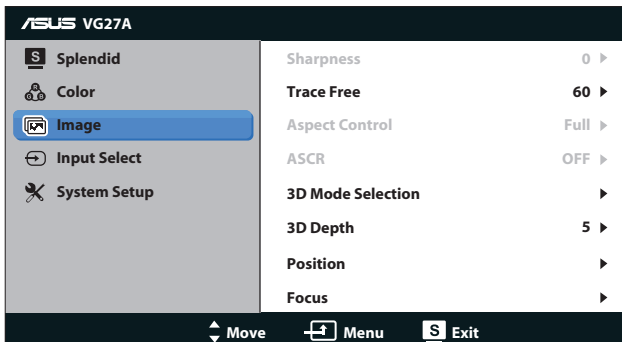 ASUS VG27A
S Splendid
Color
Image
Input Select
System Setup
Sharpness 0
Trace Free 60
Aspect Control Full
ASCR OFF
3D Mode Selection
3D Depth 5
Position
Focus
Move Menu S Exit